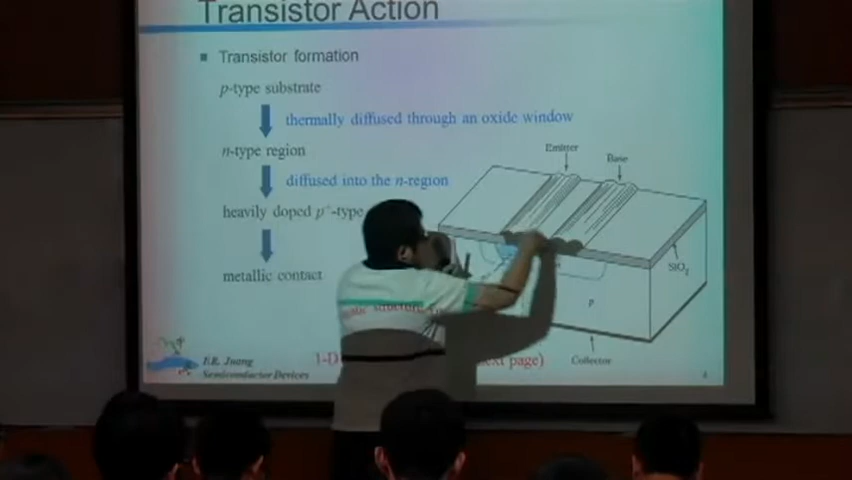 Transistor Action
Transistor formation
p-type substrate
thermally diffused through an oxide window
n-type region
diffused into the n-region
heavily doped p+-type
metallic contact
Emitter
Base
SiO2
p
Collector
1-D
next page)
Semiconductor Devices